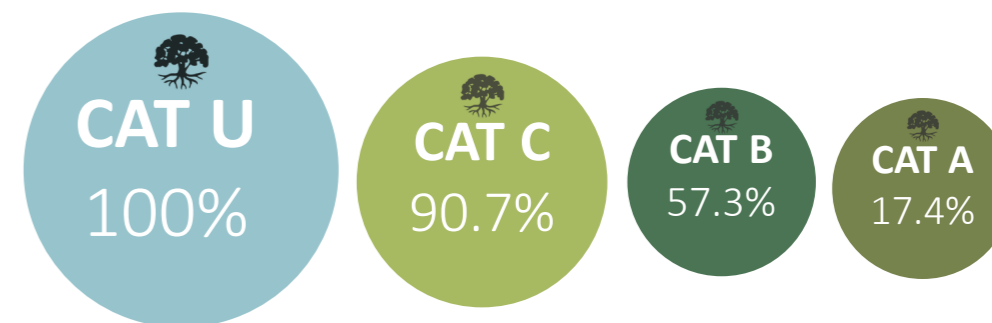 CAT U
100%
CAT C
90.7%
CAT B
57.3%
CAT A
17.4%